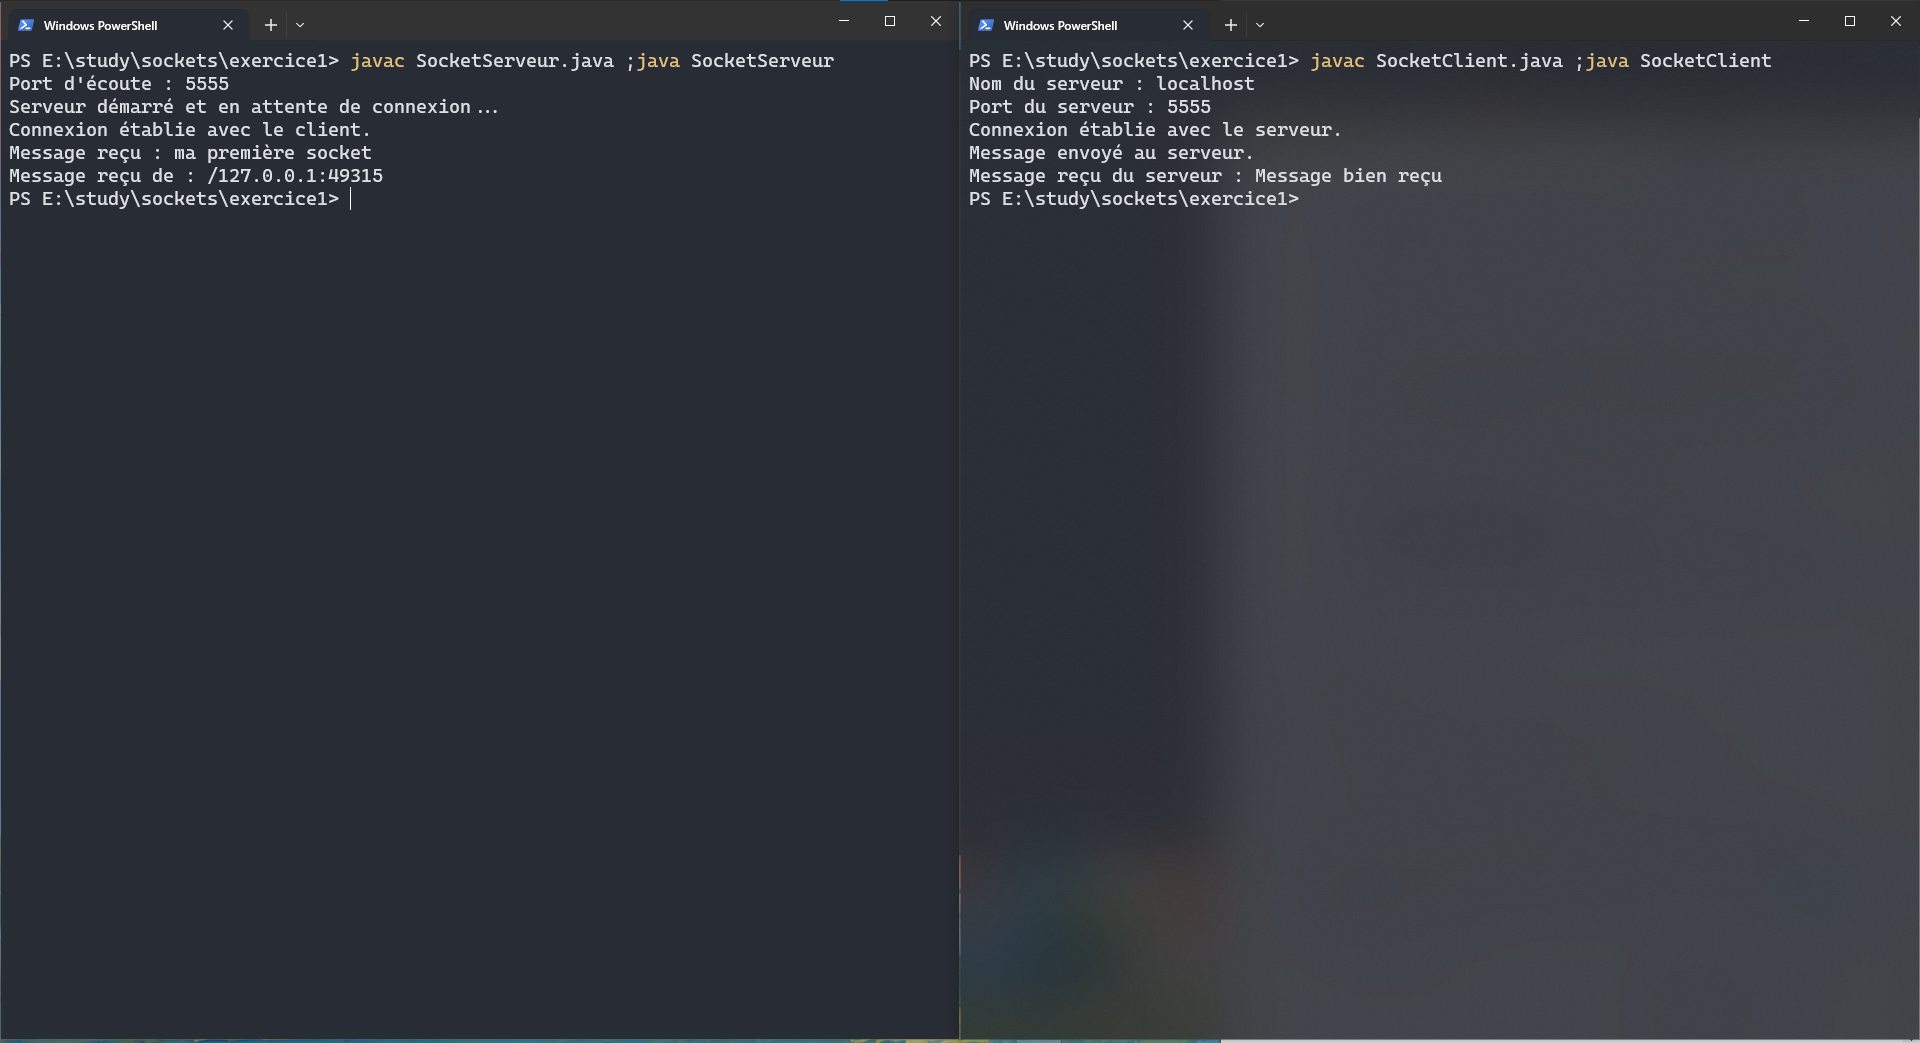 Windows PowerShell
PS E:\study\sockets\exercice1> javac SocketServeur.java ;java SocketServeur
Port d'écoute : 5555
Serveur démarré et en attente de connexion...
Connexion établie avec le client.
Message reçu : ma première socket
Message reçu de : /127.0.0.1:49315
PS E:\study\sockets\exercice1>
Windows PowerShell
PS E:\study\sockets\exercice1> javac SocketClient.java ;java SocketClient
Nom du serveur : localhost
Port du serveur : 5555
Connexion établie avec le serveur.
Message envoyé au serveur.
Message reçu du serveur : Message bien reçu
PS E:\study\sockets\exercice1>